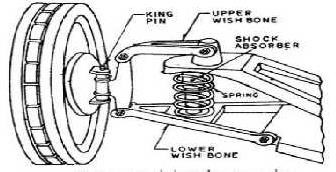 KING
PIN
UPPER
WISH BONE
SHOCK
ABSORBER
SPRING
LOWER
WISH BONE